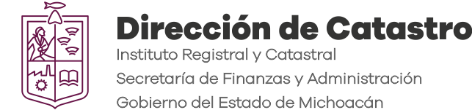 Dirección de Catastro
Instituto Registral y Catastral
Secretaría de Finanzas y Administración
Gobierno del Estado de Michoacán